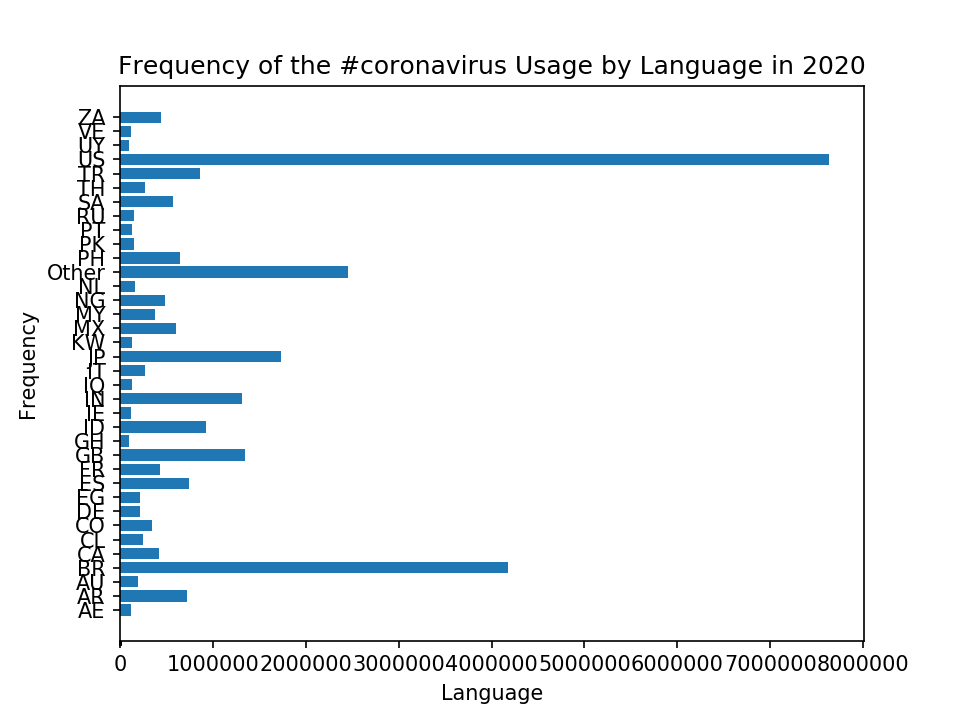 Frequency of the #coronavirus Usage by Language in 2020
ZA
VE
UY
US
TR
TH
SA
RU
PT
PK
PH
Other
NL
NG
MY
MX
KW
JP
IT
IQ
IN
IE
ID
GH
GB
FR
ES
EG
DE
CO
CL
CA
BR
AU
AR
AE
Frequency
0 1000000 2000000 3000000 4000000 5000000 6000000 7000000 8000000
Language